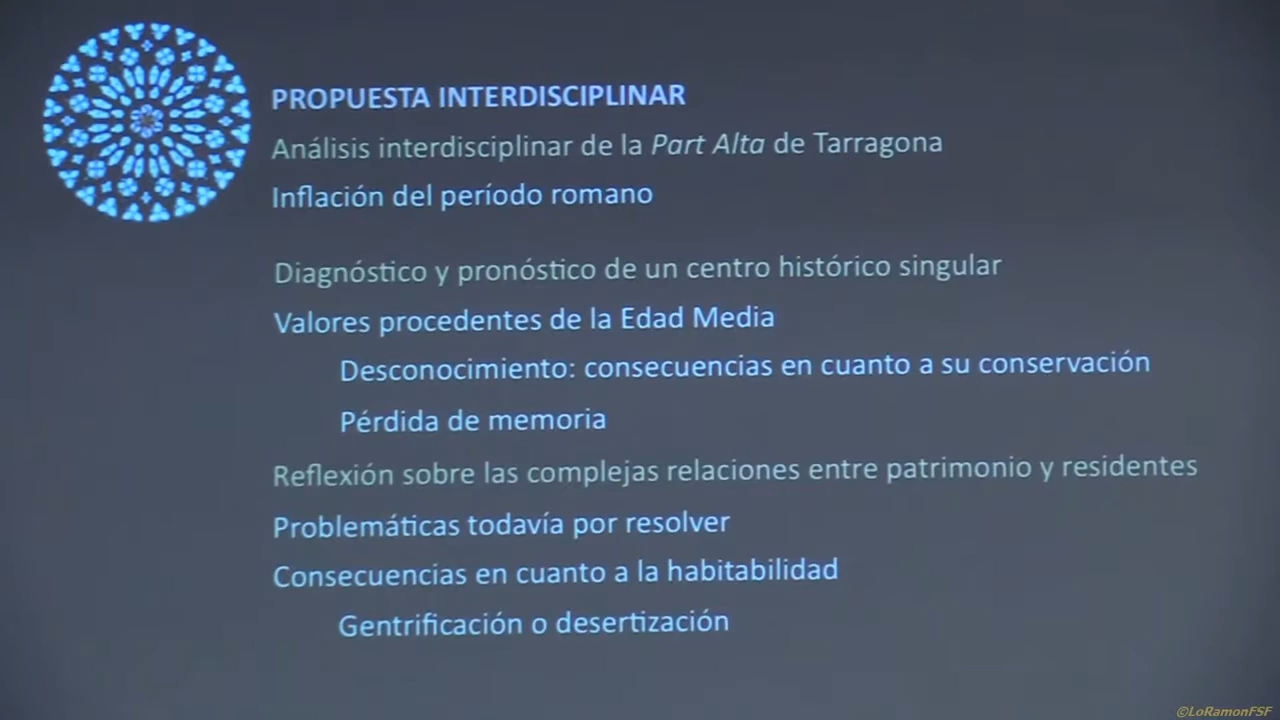 PROPUESTA INTERDISCIPLINAR
Análisis interdisciplinar de la Part Alta de Tarragona
Inflación del período romano
Diagnóstico y pronóstico de un centro histórico singular
Valores procedentes de la Edad Media
Desconocimiento: consecuencias en cuanto a su conservación
Pérdida de memoria
Reflexión sobre las complejas relaciones entre patrimonio y residentes
Problemáticas todavía por resolver
Consecuencias en cuanto a la habitabilidad
Gentrificación o desertización
©LoRamonFSF